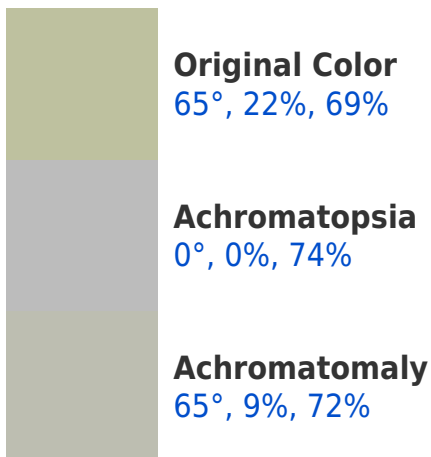 Original Color
65°, 22%, 69%
Achromatopsia
0°, 0%, 74%
Achromatomaly
65°, 9%, 72%